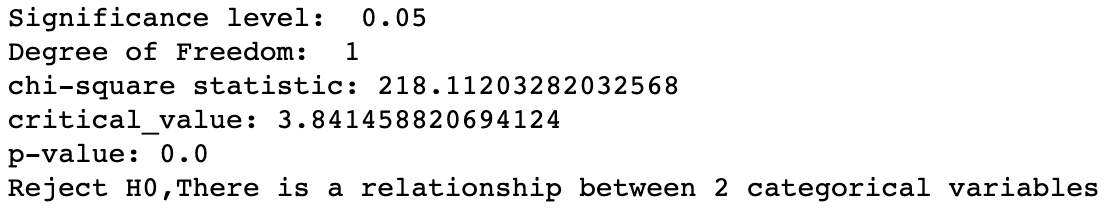 Significance level:  0.05
Degree of Freedom:  1
chi-square statistic: 218.11203282032568
critical_value: 3.841458820694124
p-value: 0.0
Reject H0,There is a relationship between 2 categorical variables